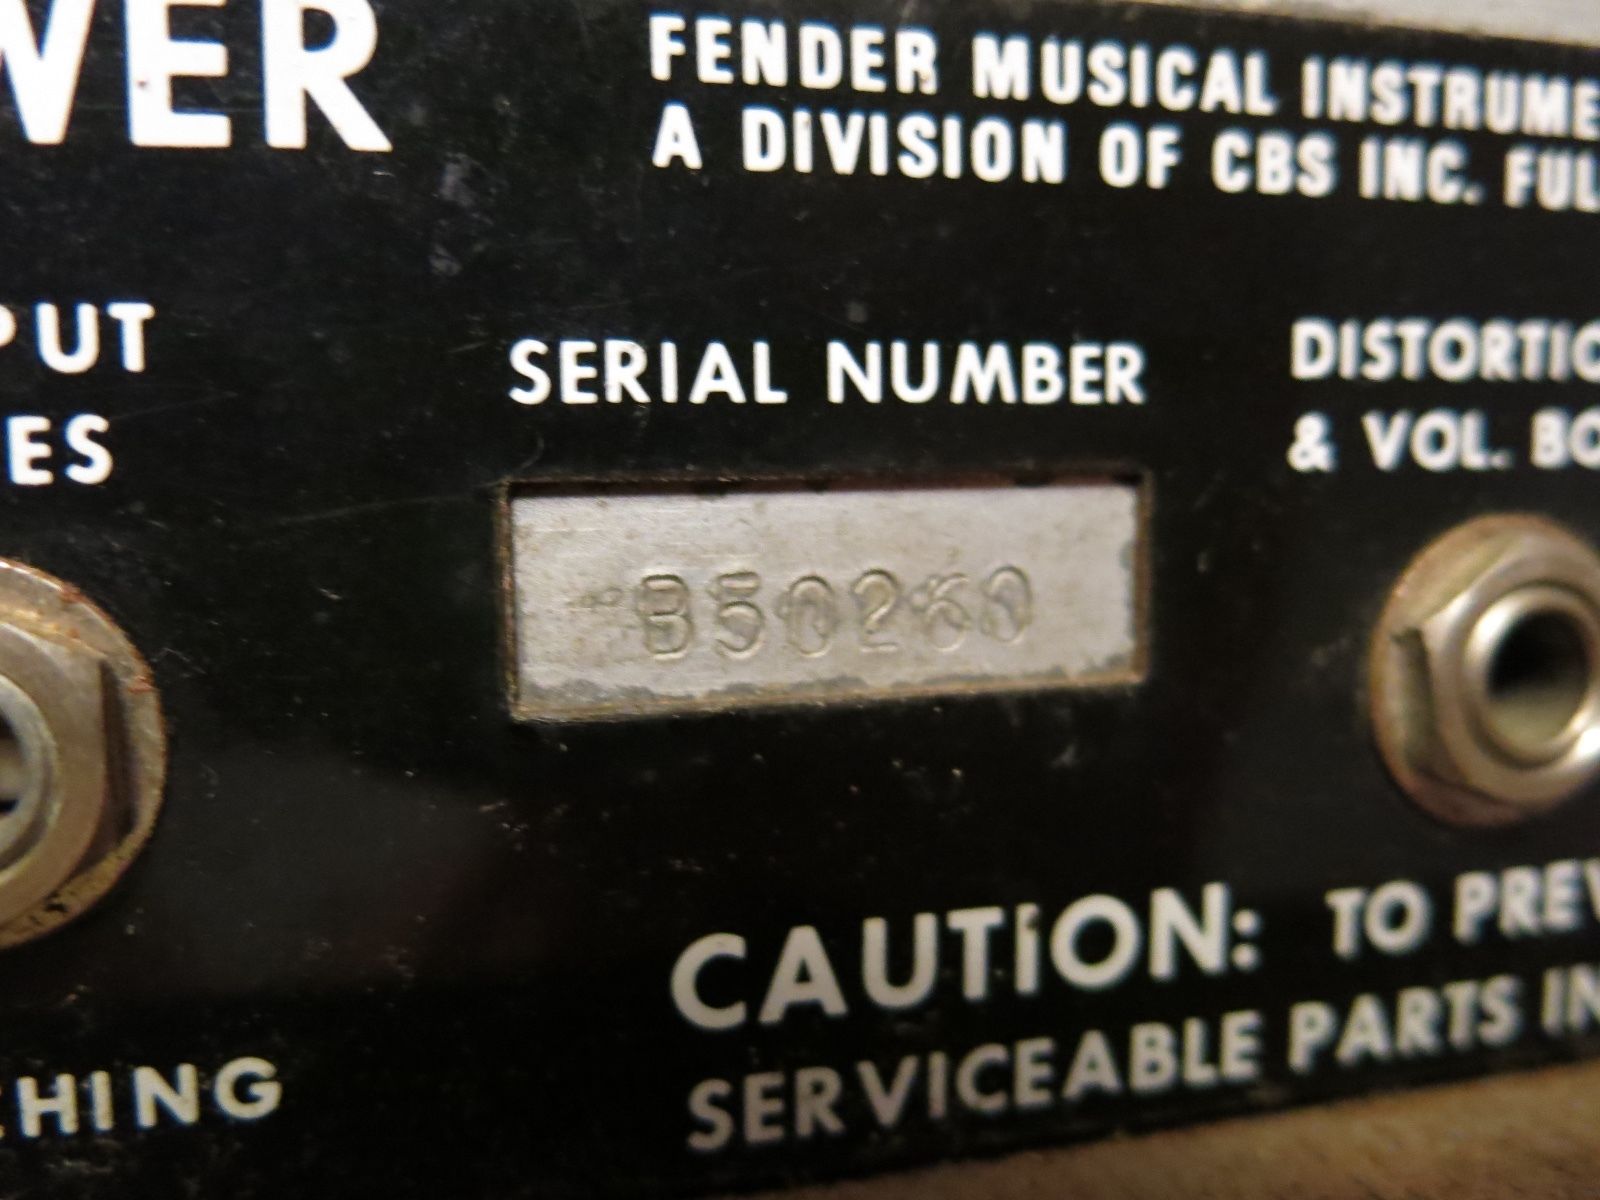 WER
FENDER MUSICAL INSTRUME
A DIVISION OF CBS INC. FUL
PUT
ES
SERIAL NUMBER
B50260
DISTORTIO
& VOL. BO
CAUTION: TO PREV
SERVICEABLE PARTS IN
CHING